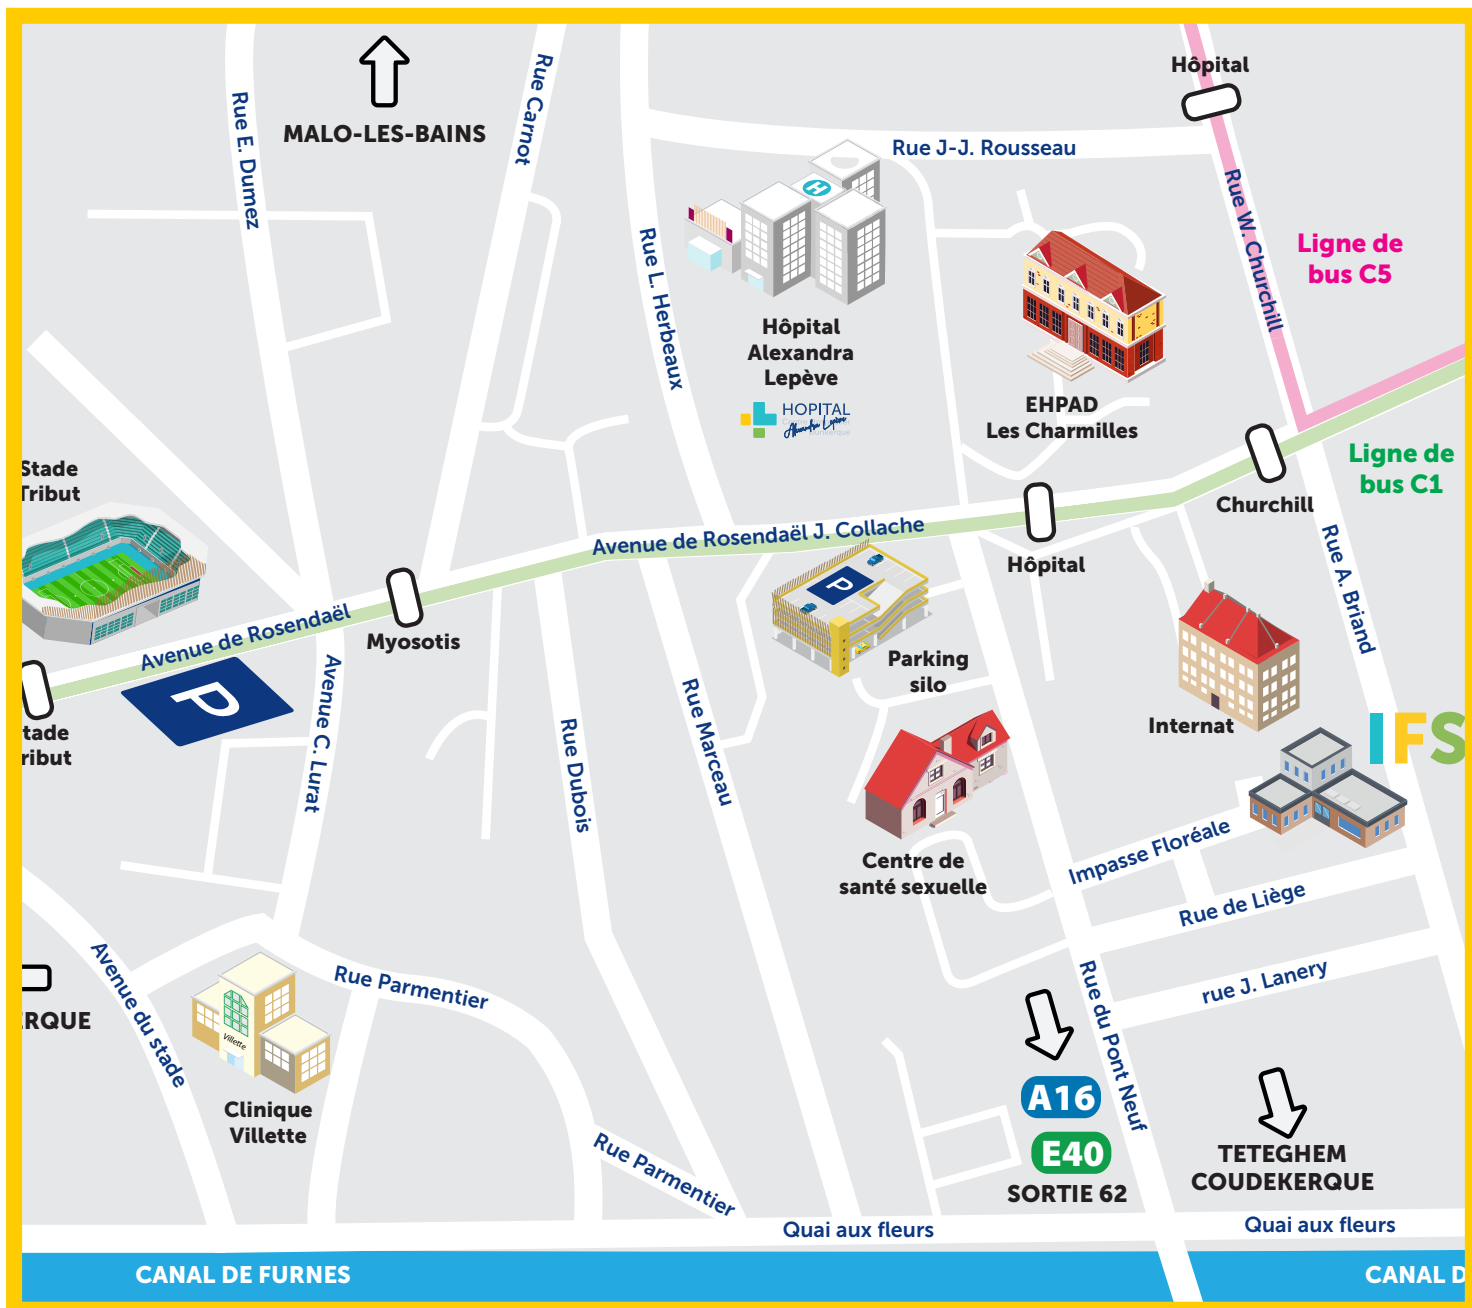 Hôpital
Rue Carnot
Rue E. Dumez
MALO-LES-BAINS
Rue J-J. Rousseau
Rue W. Churchill
H
Ligne de
bus C5
Rue L. Herbeaux
Hôpital
Alexandra
Lepève
HOPITAL
Alexandra Lepève
EHPAD
Les Charmilles
Ligne de
bus C1
Stade
Tribut
Churchill
Avenue de Rosendaël J. Collache
Hôpital
Rue A. Briand
Avenue de Rosendaël
Myosotis
P
P
Parking
silo
Avenue C. Lurat
Rue Dubois
Rue Marceau
tade
ribut
Internat
IFS
Impasse Floréale
Centre de
santé sexuelle
Rue de Liège
rue J. Lanery
Avenue du stade
Rue Parmentier
Rue du Pont Neuf
ERQUE
Villette
Clinique
Villette
A16
E40
SORTIE 62
TETEGHEM
COUDEKERQUE
Rue Parmentier
Quai aux fleurs
Quai aux fleurs
CANAL DE FURNES
CANAL D